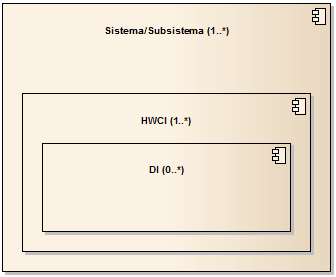 Sistema/Subsistema (1..*)
HWCI (1..*)
DI (0..*)